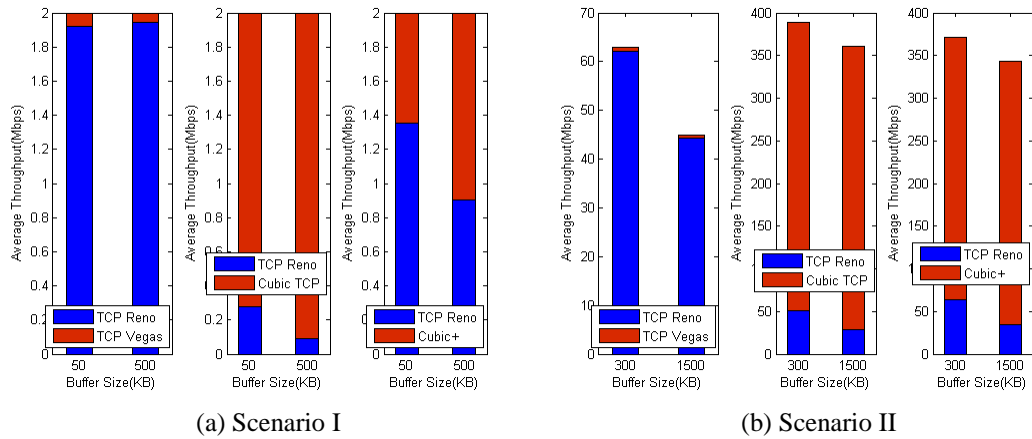 2
1.8
1.6
1.4
1.2
1
0.8
0.6
0.4
0.2
0
Average Throughput(Mbps)
TCP Reno
TCP Vegas
50 500
Buffer Size(KB)
2
1.8
1.6
1.4
1.2
1
0.8
0.6
0.2
0
Average Throughput(Mbps)
TCP Reno
Cubic TCP
50 500
Buffer Size(KB)
2
1.8
1.6
1.4
1.2
1
0.8
0.6
0.4
0.2
0
Average Throughput(Mbps)
TCP Reno
Cubic+
50 500
Buffer Size(KB)
(a) Scenario I
70
60
50
40
30
20
10
0
Average Throughput(Mbps)
TCP Reno
TCP Vegas
300 1500
Buffer Size(KB)
400
350
300
250
200
150
50
0
Average Throughput(Mbps)
TCP Reno
Cubic TCP
300 1500
Buffer Size(KB)
400
350
300
250
200
150
50
0
Average Throughput(Mbps)
TCP Reno
Cubic+
300 1500
Buffer Size(KB)
(b) Scenario II